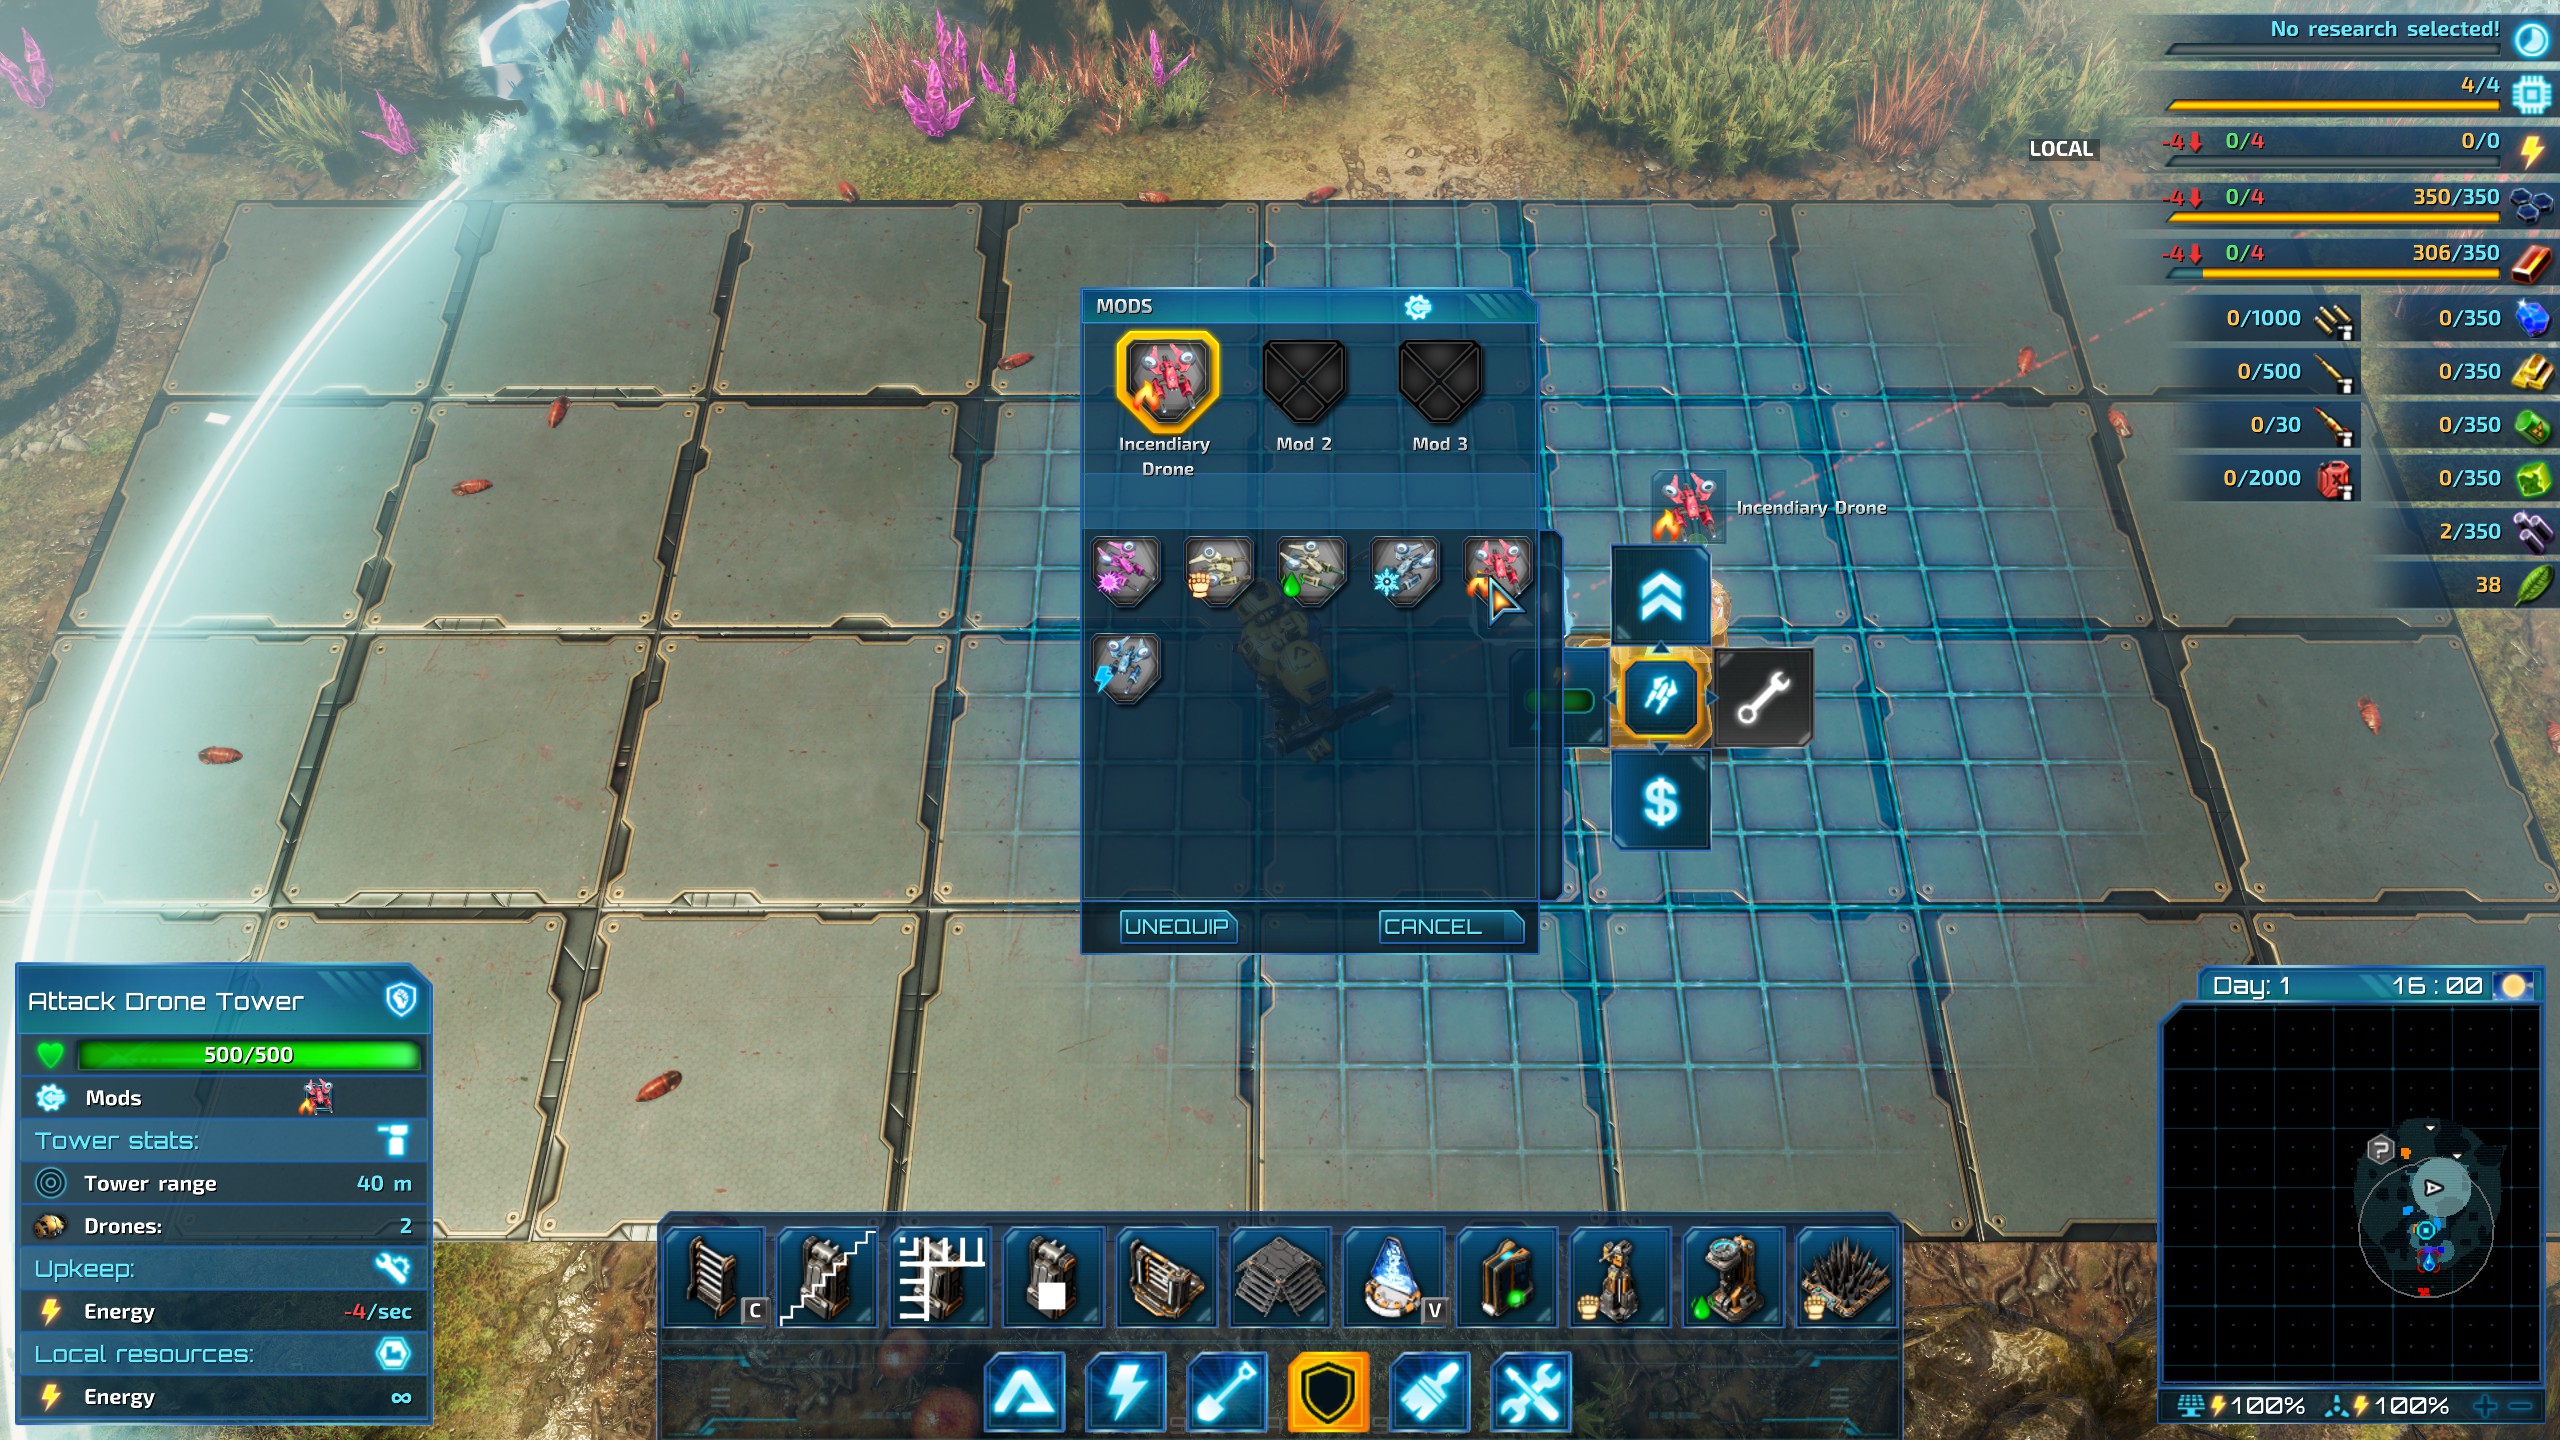 No research selected!
4/4
LOCAL
-4 0/4 0/0
-4 0/4 350/350
-4 0/4 306/350
0/1000 0/350
0/500 0/350
0/30 0/350
0/2000 0/350
2/350
38
MODS
Incendiary
Drone
Mod 2
Mod 3
Incendiary Drone
UNEQUIP
CANCEL
Attack Drone Tower
500/500
Mods
Tower stats:
Tower range 40 m
Drones: 2
Upkeep:
Energy -4/sec
Local resources:
Energy ∞
C
V
Day: 1 16:00
?
100% 100%